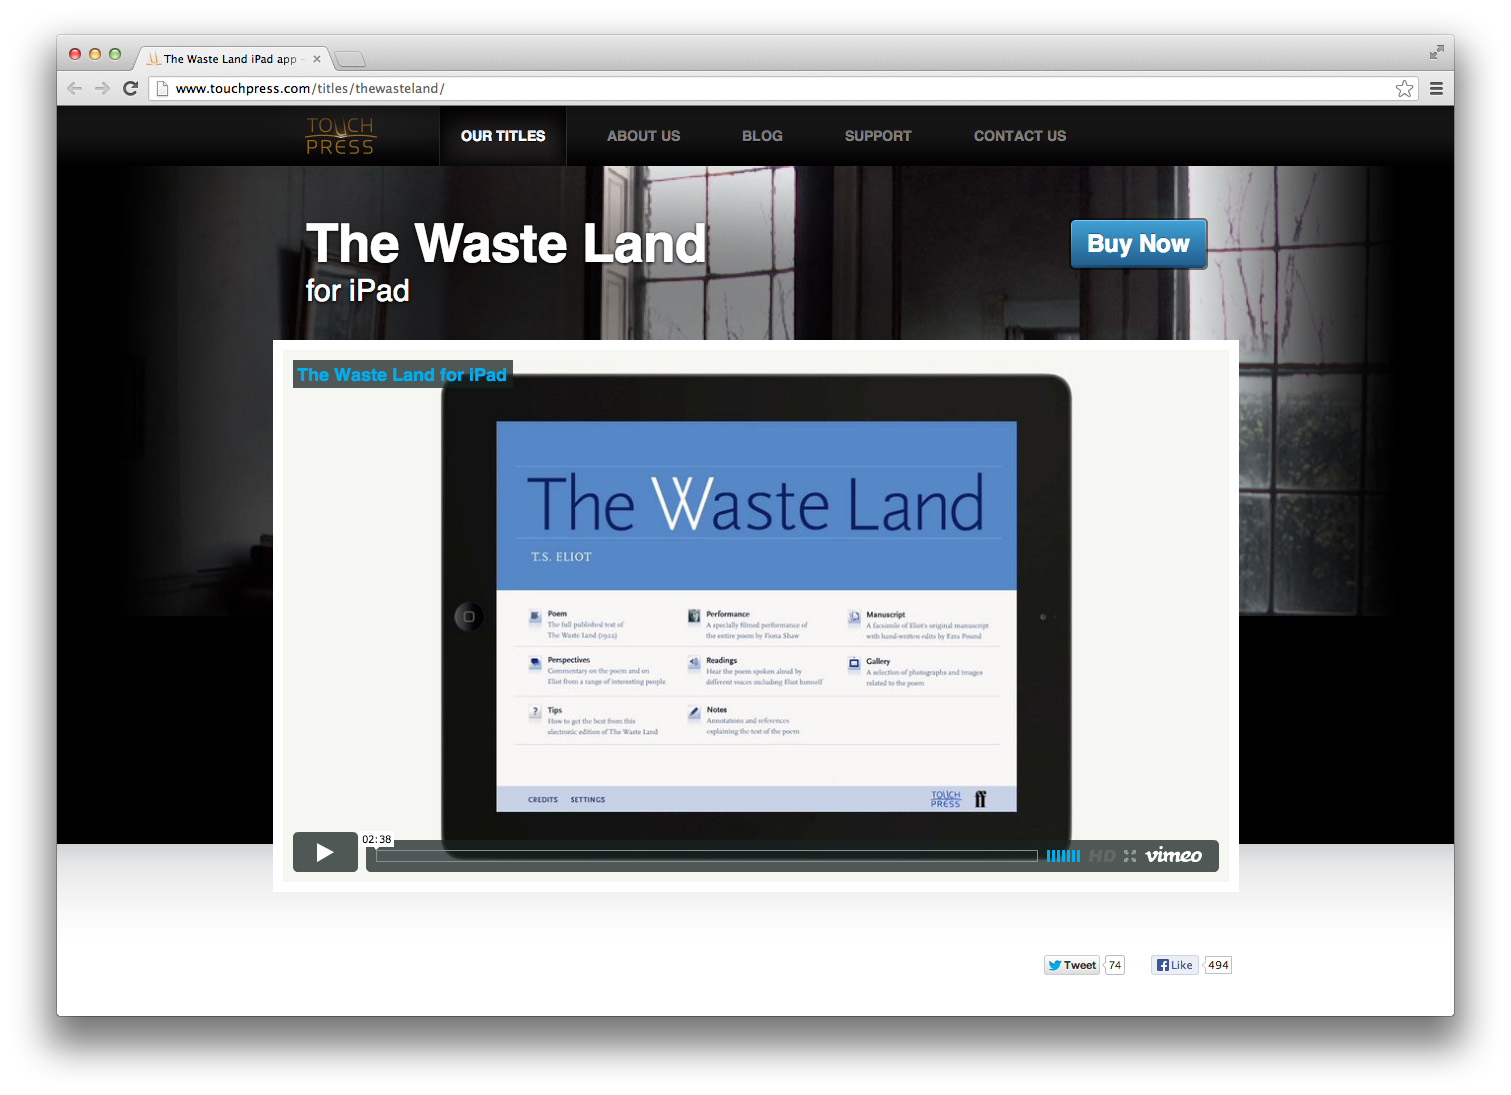 The Waste Land iPad app -
www.touchpress.com/titles/thewasteland/
TOUCH
PRESS
OUR TITLES
ABOUT US
BLOG
SUPPORT
CONTACT US
The Waste Land
for iPad
Buy Now
The Waste Land for iPad
The Waste Land
T.S. ELIOT
Poem
The full published text of
The Waste Land (1922)
Performance
A specially filmed performance of
the entire poem by Fiona Shaw
Manuscript
A facsimile of Eliot's original manuscript
with hand-written edits by Ezra Pound
Perspectives
Commentary on the poem and on
Eliot from a range of interesting people
Readings
Hear the poem spoken aloud by
different voices including Eliot himself
Gallery
A selection of photographs and images
related to the poem
Tips
How to get the best from this
electronic edition of The Waste Land
Notes
Annotations and references
explaining the text of the poem
CREDITS
SETTINGS
TOUCH
PRESS
ff
02:38
HD
vimeo
Tweet
74
Like
494